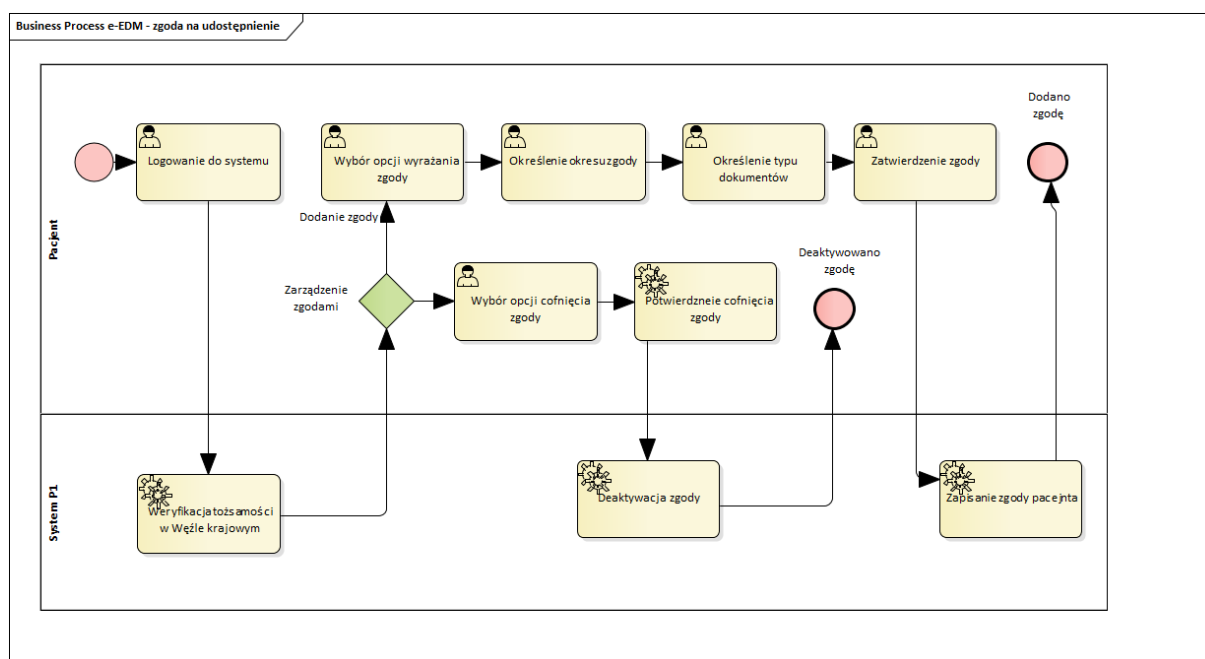 Business Process e-EDM - zgoda na udostępnienie
Pacjent
Logowanie do systemu
Wybór opcji wyrażania
zgody
Określenie okresu zgody
Określenie typu
dokumentów
Zatwierdzenie zgody
Dodano
zgodę
Dodanie zgody
Zarządzenie
zgodami
Wybór opcji cofnięcia
zgody
Potwierdzneie cofnięcia
zgody
Deaktywowano
zgodę
System P1
Weryfikacja tożsamości
w Węźle krajowym
Deaktywacja zgody
Zapisanie zgody pacejnta